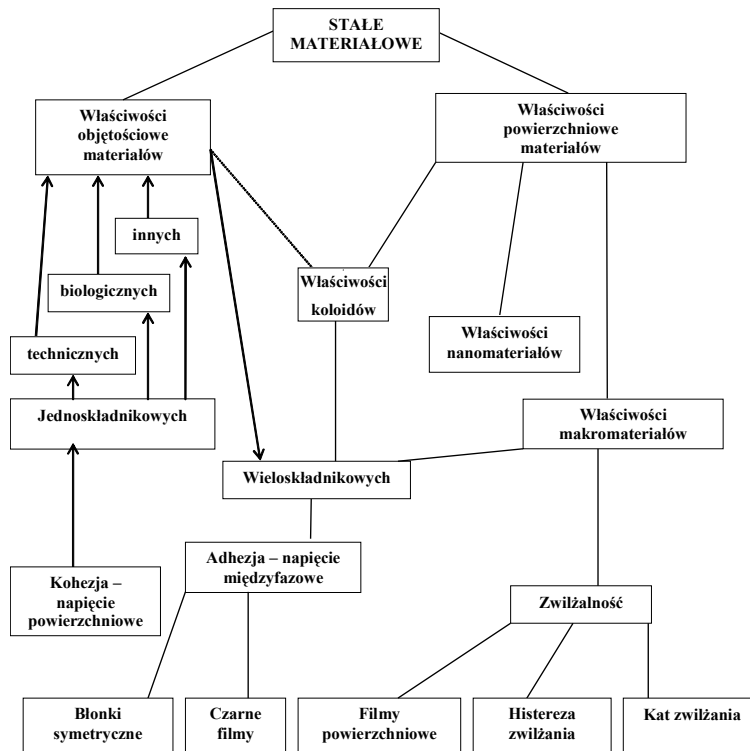 STAŁE
MATERIAŁOWE
Właściwości
objętościowe
materiałów
Właściwości
powierzchniowe
materiałów
innych
biologicznych
Właściwości
koloidów
Właściwości
nanomateriałów
technicznych
Jednoskładnikowych
Właściwości
makromateriałów
Wieloskładnikowych
Adhezja – napięcie
międzyfazowe
Kohezja –
napięcie
powierzchniowe
Zwilżalność
Błonki
symetryczne
Czarne
filmy
Filmy
powierzchniowe
Histereza
zwilżania
Kat zwilżania